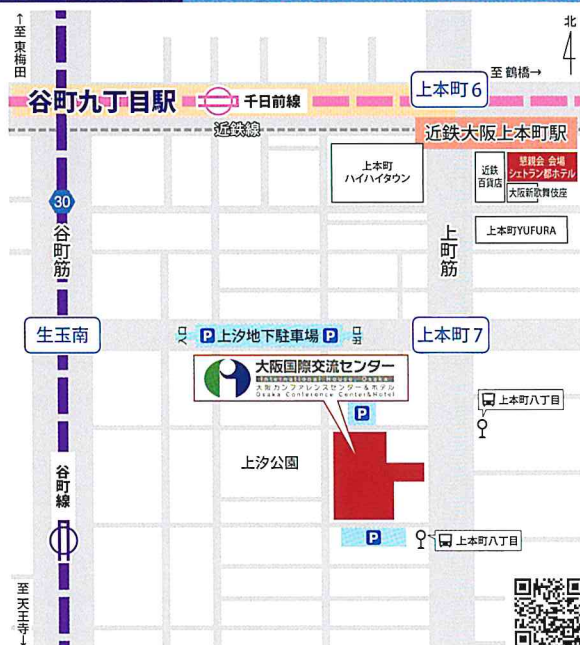 ↑至 東梅田
北
至 鶴橋→
上本町6
谷町九丁目駅
千日前線
近鉄線
近鉄大阪上本町駅
上本町
ハイハイタウン
近鉄
百貨店
懇親会 会場
シェラトン都ホテル
大阪新歌舞伎座
30
谷町筋
上町筋
上本町YUFURA
生玉南
入口
P 上汐地下駐車場 P
出口
上本町7
大阪国際交流センター
International House, Osaka
大阪カンファレンスセンター&ホテル
Osaka Conference Center&Hotel
P
上本町八丁目
上汐公園
谷町線
P
上本町八丁目
至 天王寺→